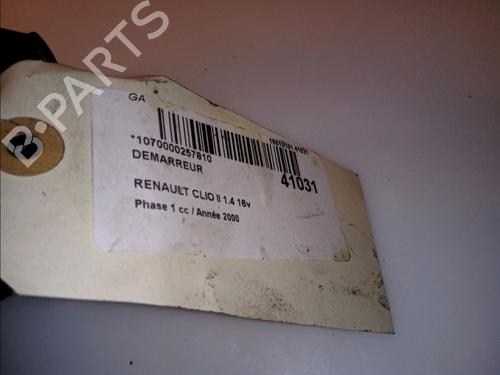 B-PARTS
GA
*1070000257810
DEMARREUR
41031
RENAULT CLIO II 1.4 16v
Phase 1 cc / Année 2000